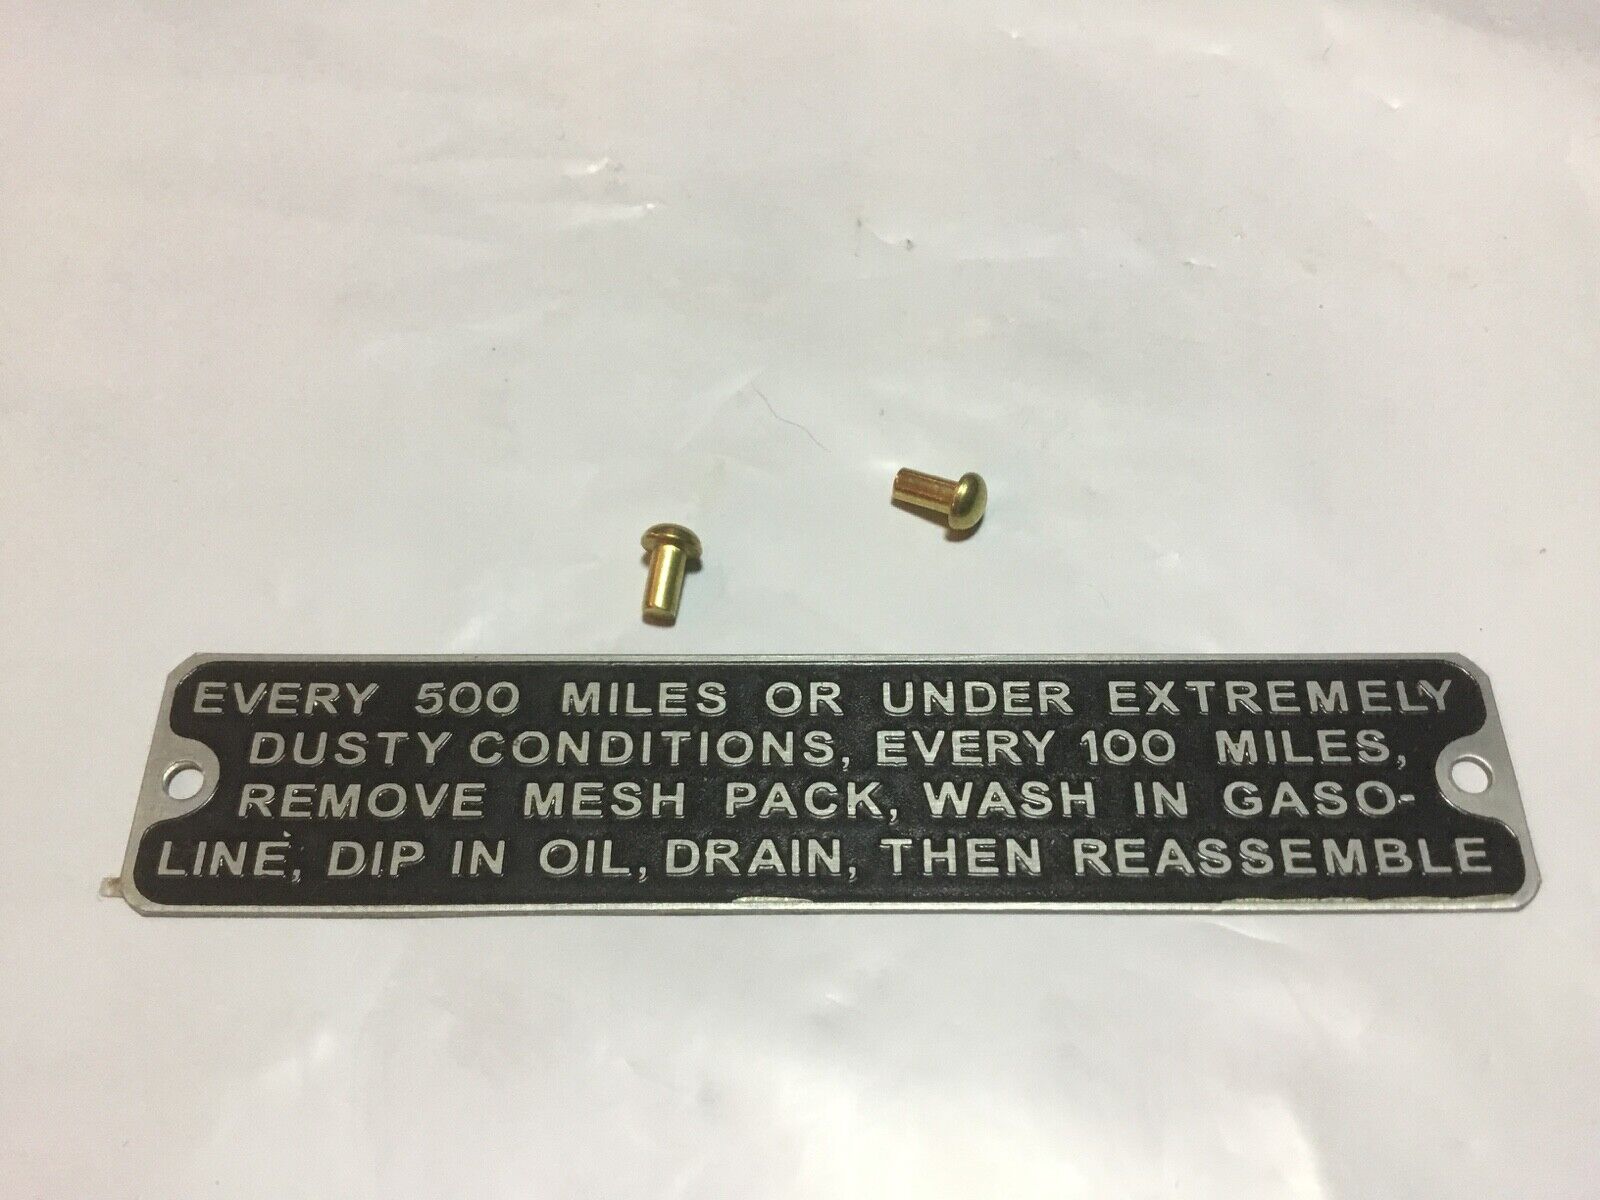 EVERY 500 MILES OR UNDER EXTREMELY
DUSTY CONDITIONS, EVERY 100 MILES,
REMOVE MESH PACK, WASH IN GASO-
LINE, DIP IN OIL, DRAIN, THEN REASSEMBLE